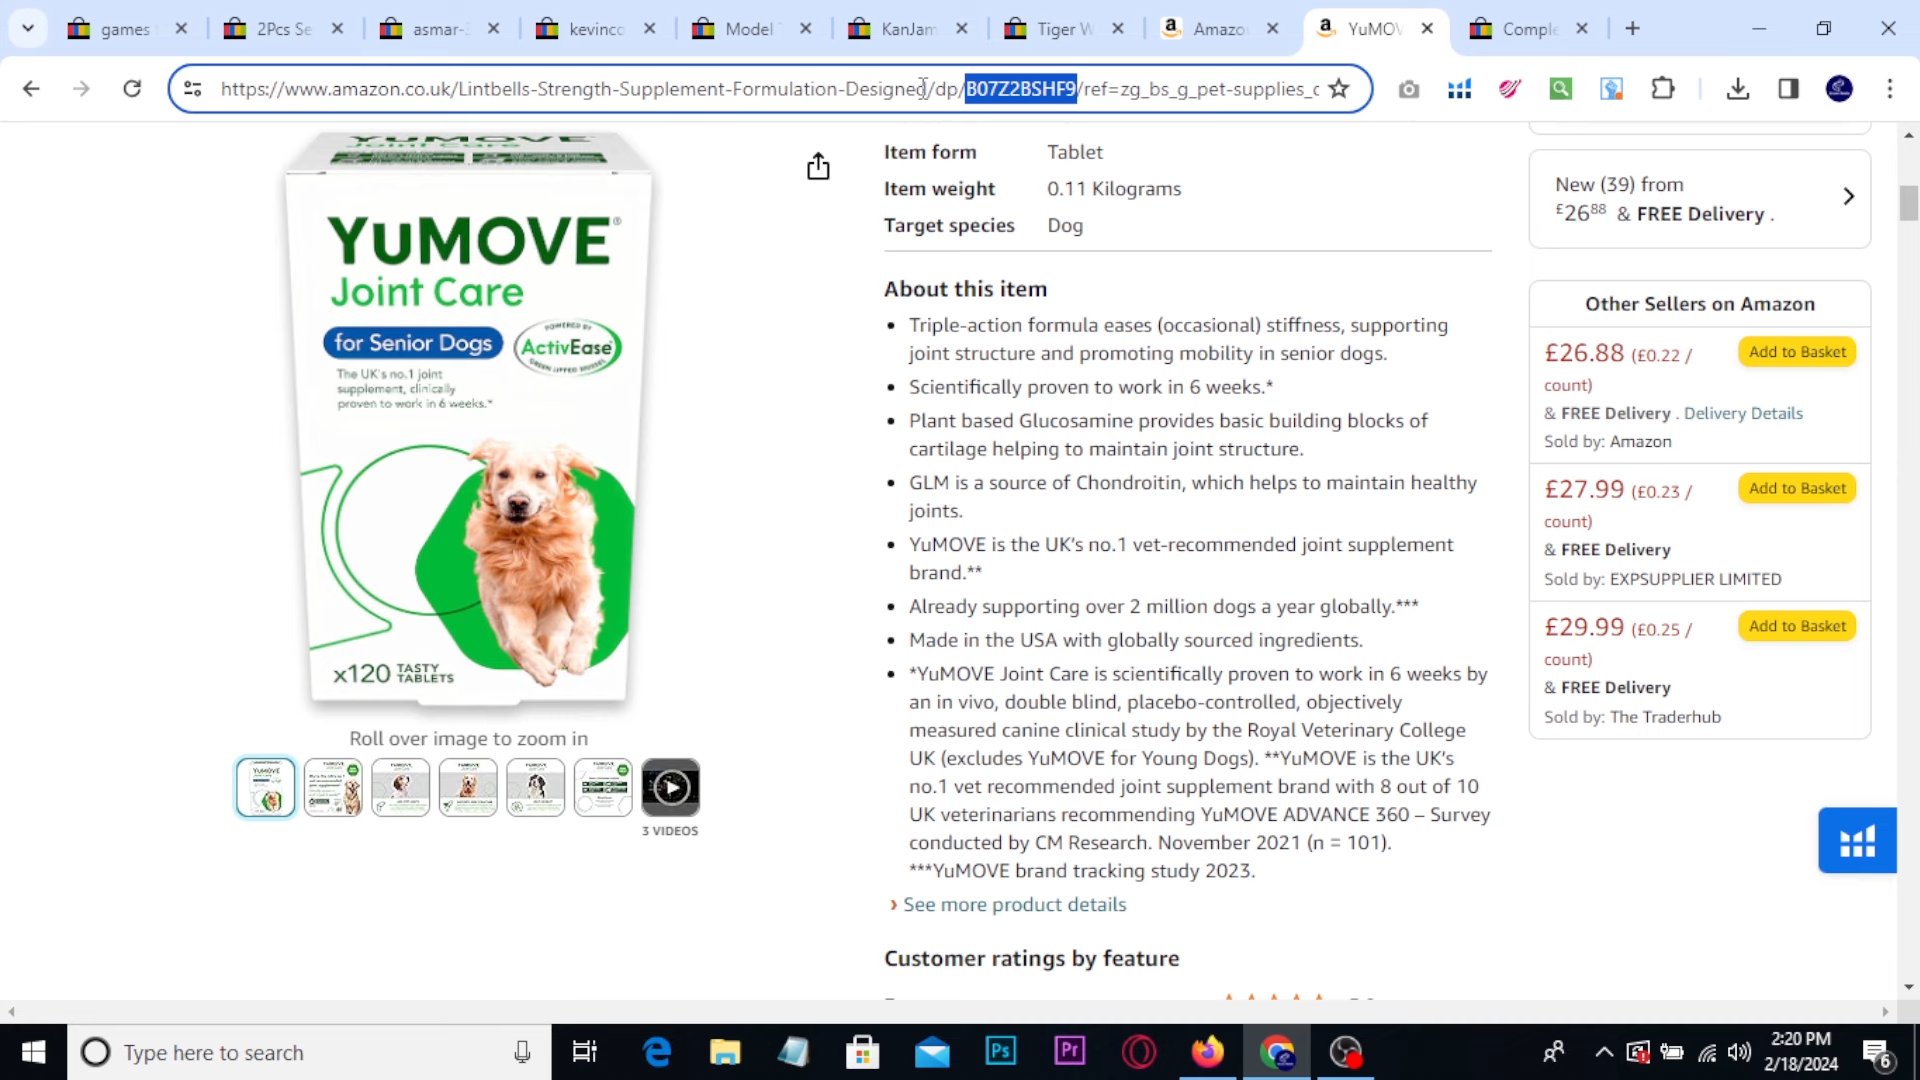 games
2Pcs Se
asmar-
kevincc
Model
KanJam
Tiger W
Amazo
YuMOV
Comple
https://www.amazon.co.uk/Lintbells-Strength-Supplement-Formulation-Designed/dp/B07Z2BSHF9/ref=zg_bs_g_pet-supplies_c
Item form Tablet
Item weight 0.11 Kilograms
Target species Dog
About this item
• Triple-action formula eases (occasional) stiffness, supporting
joint structure and promoting mobility in senior dogs.
• Scientifically proven to work in 6 weeks.*
• Plant based Glucosamine provides basic building blocks of
cartilage helping to maintain joint structure.
• GLM is a source of Chondroitin, which helps to maintain healthy
joints.
• YuMOVE is the UK's no.1 vet-recommended joint supplement
brand.**
• Already supporting over 2 million dogs a year globally.***
• Made in the USA with globally sourced ingredients.
• *YuMOVE Joint Care is scientifically proven to work in 6 weeks by
an in vivo, double blind, placebo-controlled, objectively
measured canine clinical study by the Royal Veterinary College
UK (excludes YuMOVE for Young Dogs). **YuMOVE is the UK's
no.1 vet recommended joint supplement brand with 8 out of 10
UK veterinarians recommending YuMOVE ADVANCE 360 – Survey
conducted by CM Research. November 2021 (n = 101).
***YuMOVE brand tracking study 2023.
› See more product details
Customer ratings by feature
YUMOVE
Joint Care
YuMOVE®
Joint Care
for Senior Dogs
POWERED BY
ActivEase
GREEN LIPPED MUSSEL
The UK's no.1 joint
supplement, clinically
proven to work in 6 weeks.*
x120 TASTY
TABLETS
Roll over image to zoom in
3 VIDEOS
New (39) from
£26.88 & FREE Delivery .
Other Sellers on Amazon
£26.88 (£0.22 /
count)
Add to Basket
& FREE Delivery . Delivery Details
Sold by: Amazon
£27.99 (£0.23 /
count)
Add to Basket
& FREE Delivery
Sold by: EXPSUPPLIER LIMITED
£29.99 (£0.25 /
count)
Add to Basket
& FREE Delivery
Sold by: The Traderhub
Type here to search
Ps
Pr
2:20 PM
2/18/2024
6